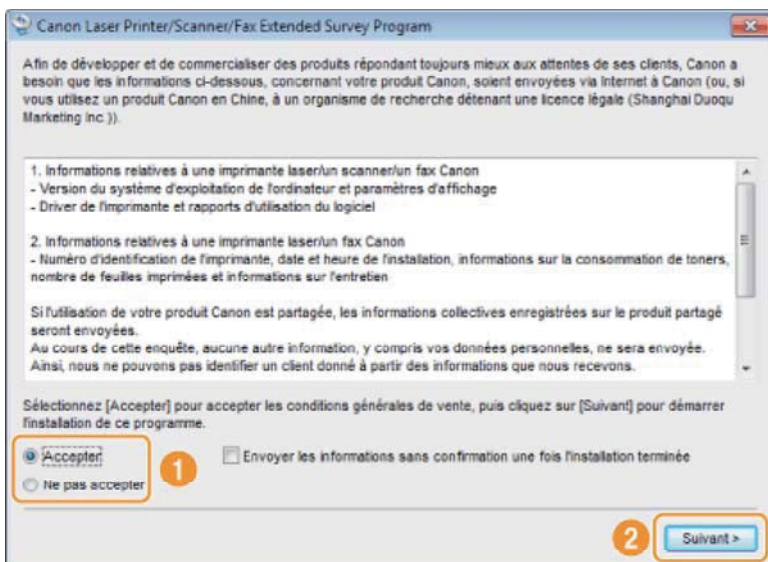 Canon Laser Printer/Scanner/Fax Extended Survey Program
Afin de développer et de commercialiser des produits répondant toujours mieux aux attentes de ses clients, Canon a
besoin que les informations ci-dessous, concernant votre produit Canon, soient envoyées via Internet à Canon (ou, si
vous utilisez un produit Canon en Chine, à un organisme de recherche détenant une licence légale (Shanghai Duoqu
Marketing Inc.)).
1. Informations relatives à une imprimante laser/un scanner/un fax Canon
- Version du système d'exploitation de l'ordinateur et paramètres d'affichage
- Driver de l'imprimante et rapports d'utilisation du logiciel
2. Informations relatives à une imprimante laser/un fax Canon
- Numéro d'identification de l'imprimante, date et heure de l'installation, informations sur la consommation de toners,
nombre de feuilles imprimées et informations sur l'entretien
Si l'utilisation de votre produit Canon est partagée, les informations collectives enregistrées sur le produit partagé
seront envoyées.
Au cours de cette enquête, aucune autre information, y compris vos données personnelles, ne sera envoyée.
Ainsi, nous ne pouvons pas identifier un client donné à partir des informations que nous recevons.
Sélectionnez [Accepter] pour accepter les conditions générales de vente, puis cliquez sur [Suivant] pour démarrer
l'installation de ce programme.
Accepter
1
Envoyer les informations sans confirmation une fois l'installation terminée
Ne pas accepter
2
Suivant >